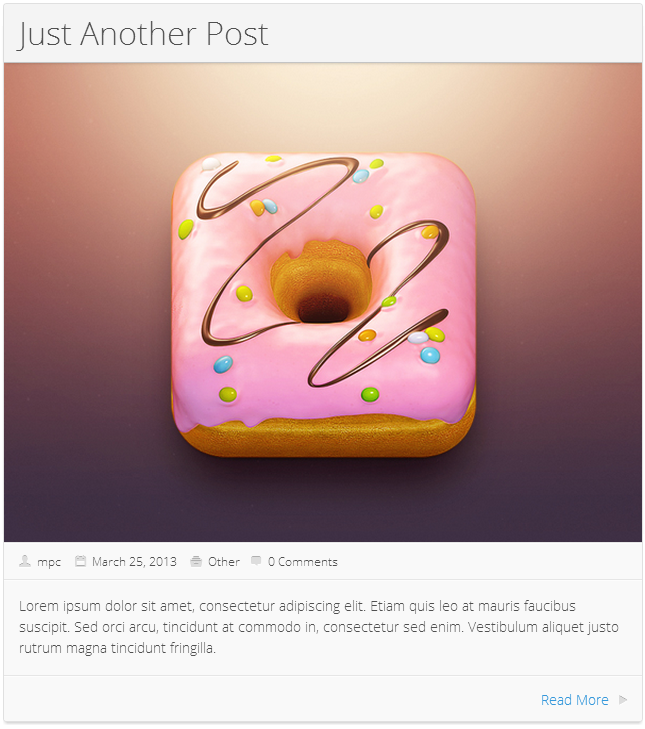 Just Another Post
mpc March 25, 2013 Other 0 Comments
Lorem ipsum dolor sit amet, consectetur adipiscing elit. Etiam quis leo at mauris faucibus
suscipit. Sed orci arcu, tincidunt at commodo in, consectetur sed enim. Vestibulum aliquet justo
rutrum magna tincidunt fringilla.
Read More